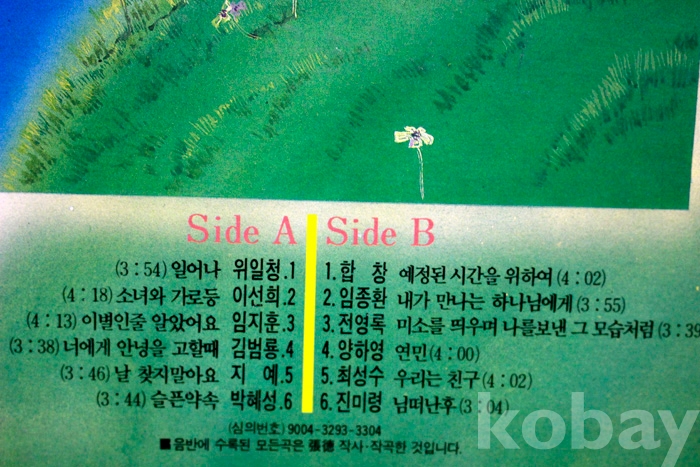 Side A
(3 : 54) 일어나 위일청.1
(4 : 18) 소녀와 가로등 이선희.2
(4 : 13) 이별인줄 알았어요 임지훈.3
(3 : 38) 너에게 안녕을 고할때 김범룡.4
(3 : 46) 날 찾지말아요 지 예.5
(3 : 44) 슬픈약속 박혜성.6
Side B
1.합 창 예정된 시간을 위하여(4 : 02)
2.임종환 내가 만나는 하나님에게(3 : 55)
3.전영록 미소를 띄우며 나를보낸 그 모습처럼(3 : 39
4.양하영 연민(4 : 00)
5.최성수 우리는 친구(4 : 02)
6.진미령 님떠난후(3 : 04)
(심의번호) 9004-3293-3304
■음반에 수록된 모든곡은 張德 작사·작곡한 것입니다.
kobay